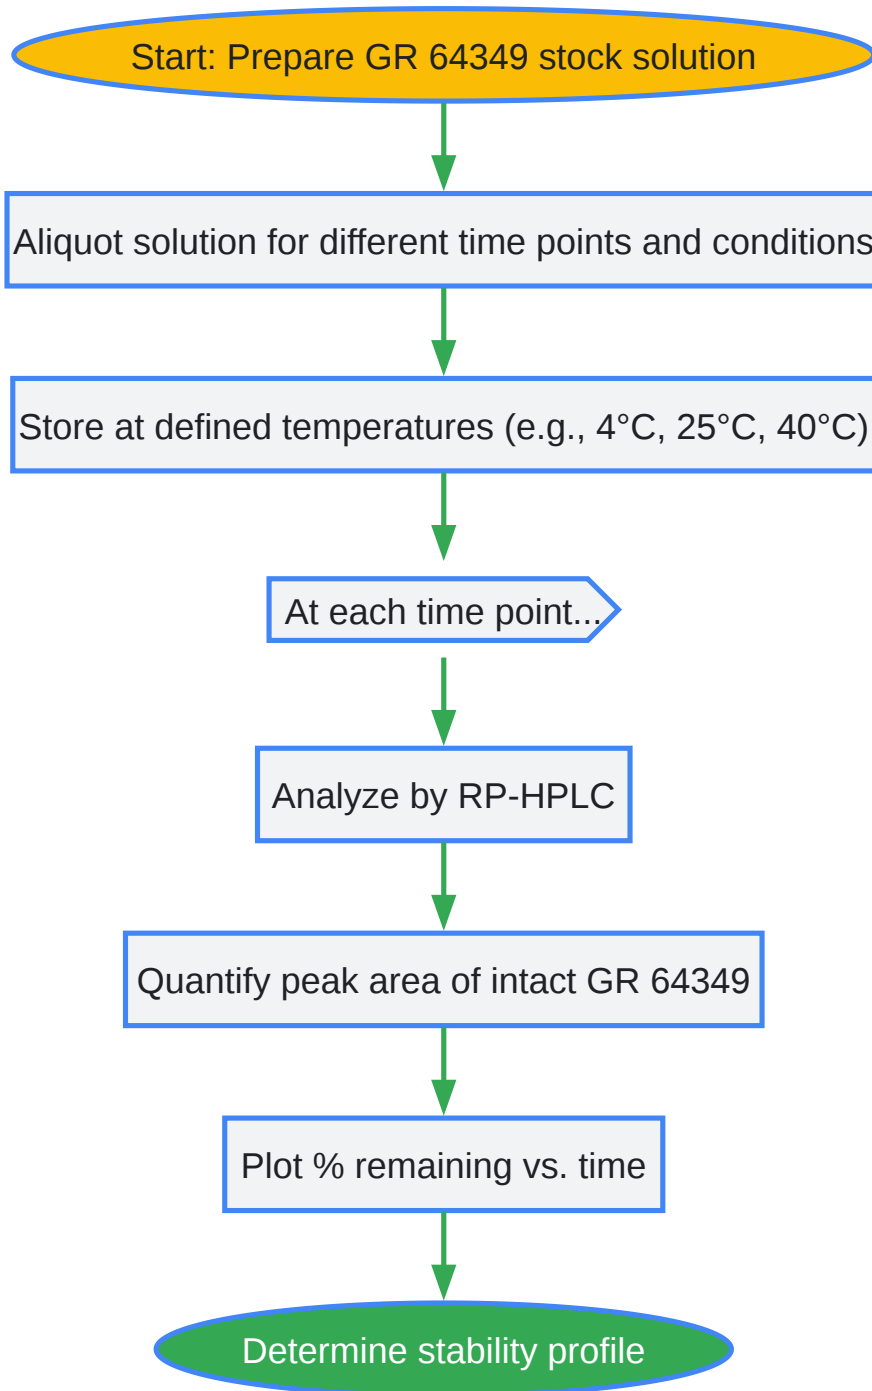 Start: Prepare GR 64349 stock solution
Aliquot solution for different time points and conditions
Store at defined temperatures (e.g., 4°C, 25°C, 40°C)
At each time point...
Analyze by RP-HPLC
Quantify peak area of intact GR 64349
Plot % remaining vs. time
Determine stability profile